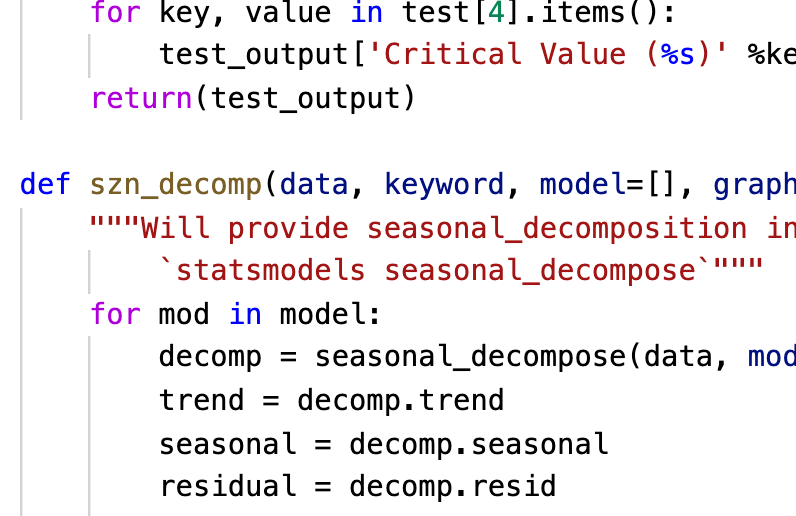 for key, value in test[4].items():
test_output['Critical Value (%s)' %ke
return(test_output)
def szn_decomp(data, keyword, model=[], graph
"""Will provide seasonal_decomposition in
`statsmodels seasonal_decompose`"""
for mod in model:
decomp = seasonal_decompose(data, mod
trend = decomp.trend
seasonal = decomp.seasonal
residual = decomp.resid